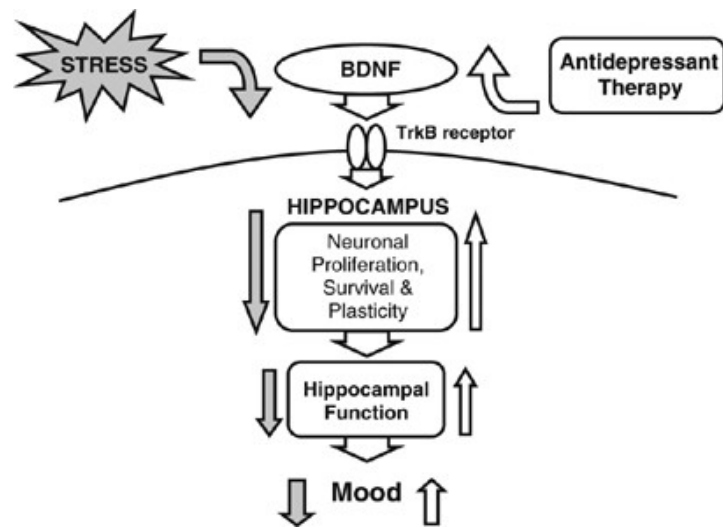 STRESS
BDNF
Antidepressant
Therapy
TrkB receptor
HIPPOCAMPUS
Neuronal
Proliferation,
Survival &
Plasticity
Hippocampal
Function
Mood